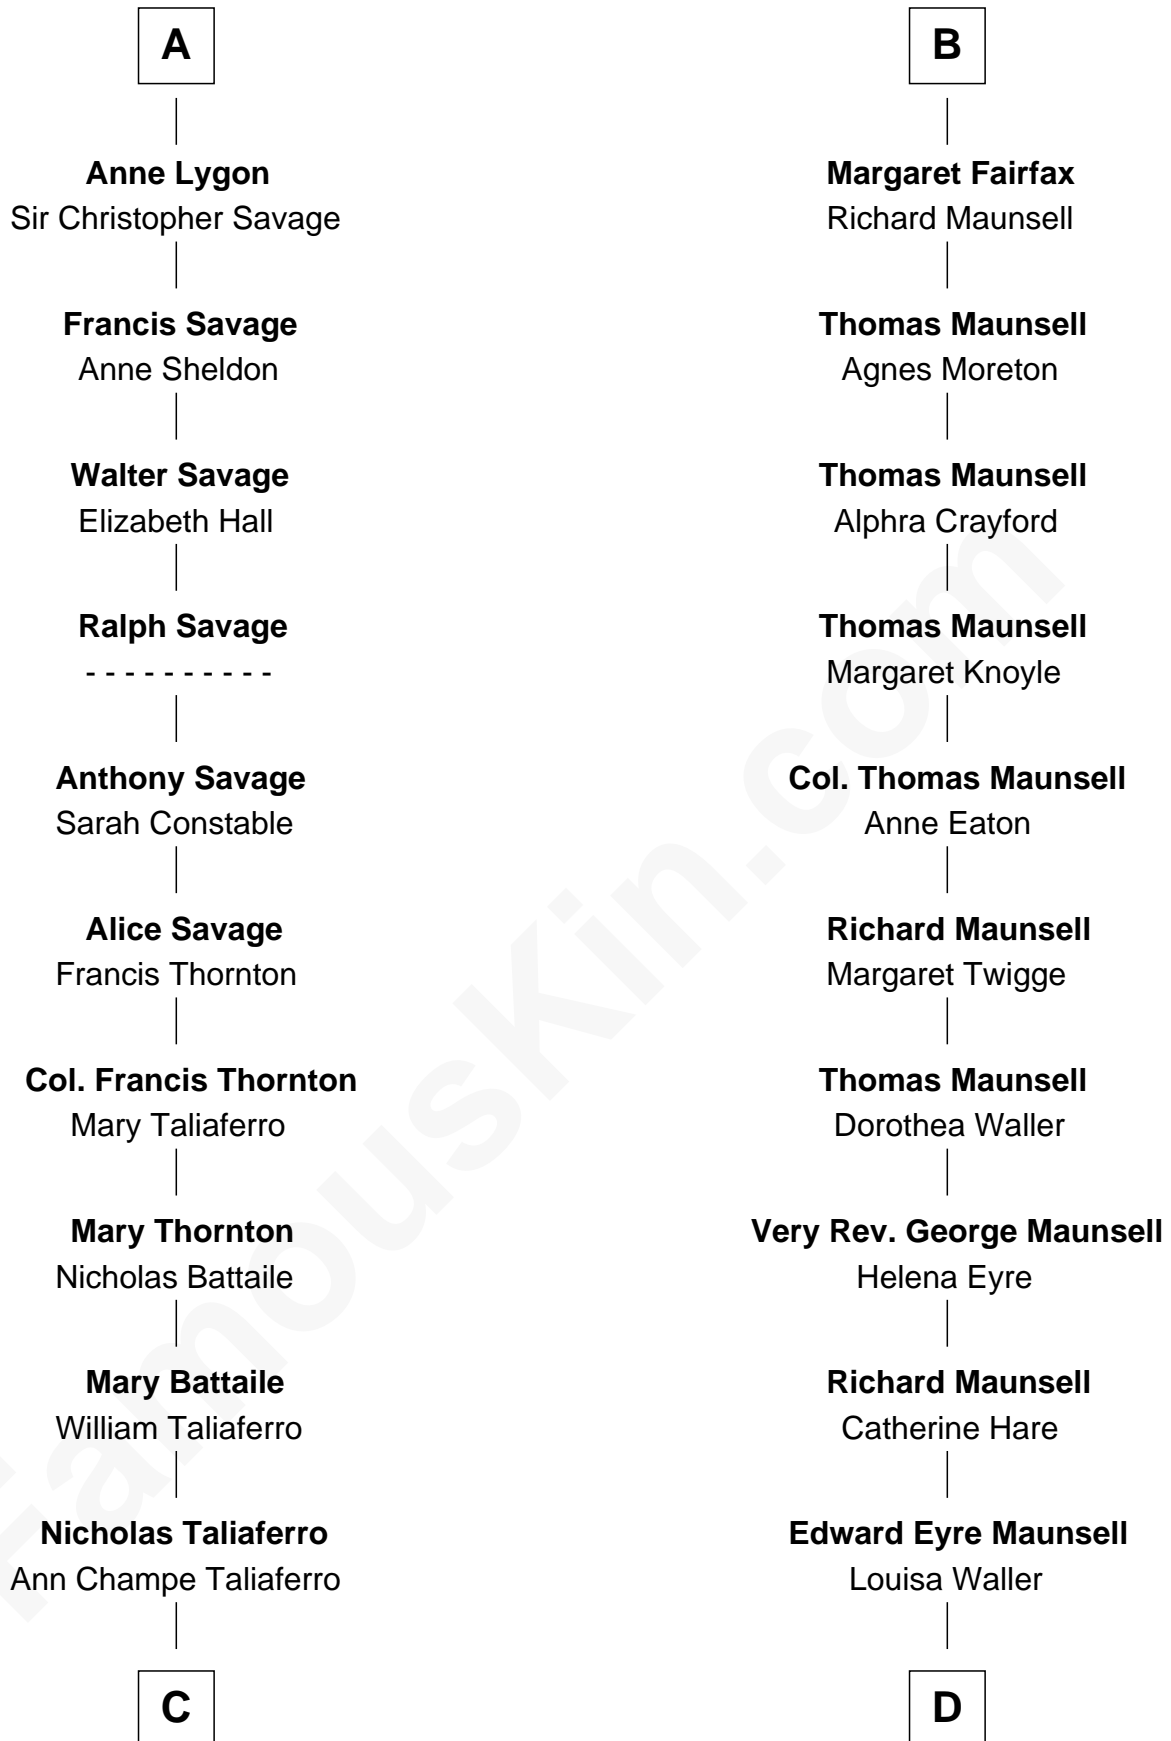 A
Anne Lygon
Sir Christopher Savage
Francis Savage
Anne Sheldon
Walter Savage
Elizabeth Hall
Ralph Savage
- - - - - - - - - -
Anthony Savage
Sarah Constable
Alice Savage
Francis Thornton
Col. Francis Thornton
Mary Taliaferro
Mary Thornton
Nicholas Battaile
Mary Battaile
William Taliaferro
Nicholas Taliaferro
Ann Champe Taliaferro
C
B
Margaret Fairfax
Richard Maunsell
Thomas Maunsell
Agnes Moreton
Thomas Maunsell
Alphra Crayford
Thomas Maunsell
Margaret Knoyle
Col. Thomas Maunsell
Anne Eaton
Richard Maunsell
Margaret Twigge
Thomas Maunsell
Dorothea Waller
Very Rev. George Maunsell
Helena Eyre
Richard Maunsell
Catherine Hare
Edward Eyre Maunsell
Louisa Waller
D
FamousKin.com